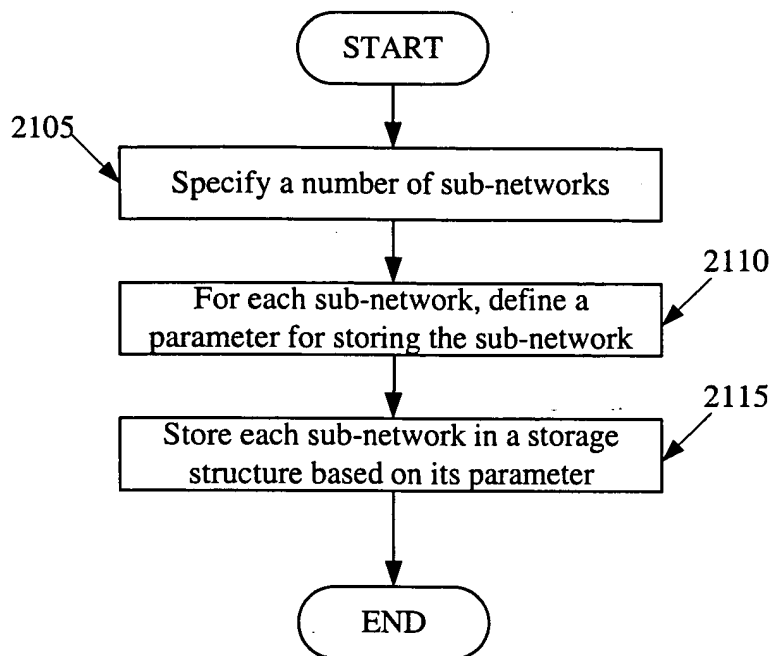 START
2105
Specify a number of sub-networks
2110
For each sub-network, define a
parameter for storing the sub-network
2115
Store each sub-network in a storage
structure based on its parameter
END